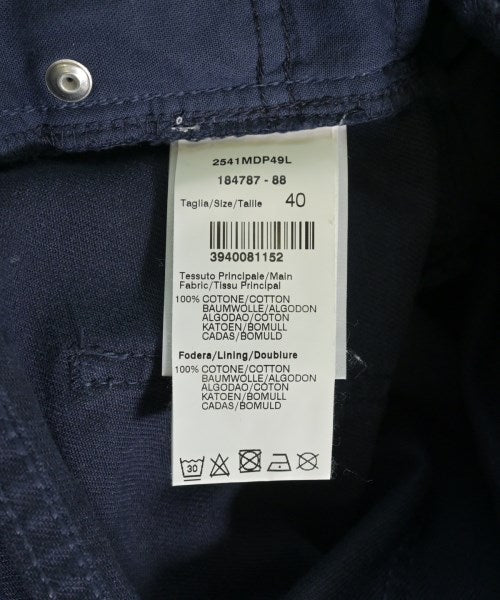 2541MDP49L
184787 - 88
Taglia/Size/Taille 40
3940081152
Tessuto Principale/Main
Fabric/Tissu Principal
100% COTONE/COTTON
BAUMWOLLE/ALGODON
ALGODAO/COTON
KATOEN/BOMULL
CADAS/BOMULD
Fodera/Lining/Doublure
100% COTONE/COTTON
BAUMWOLLE/ALGODON
ALGODAO/COTON
KATOEN/BOMULL
CADAS/BOMULD
30